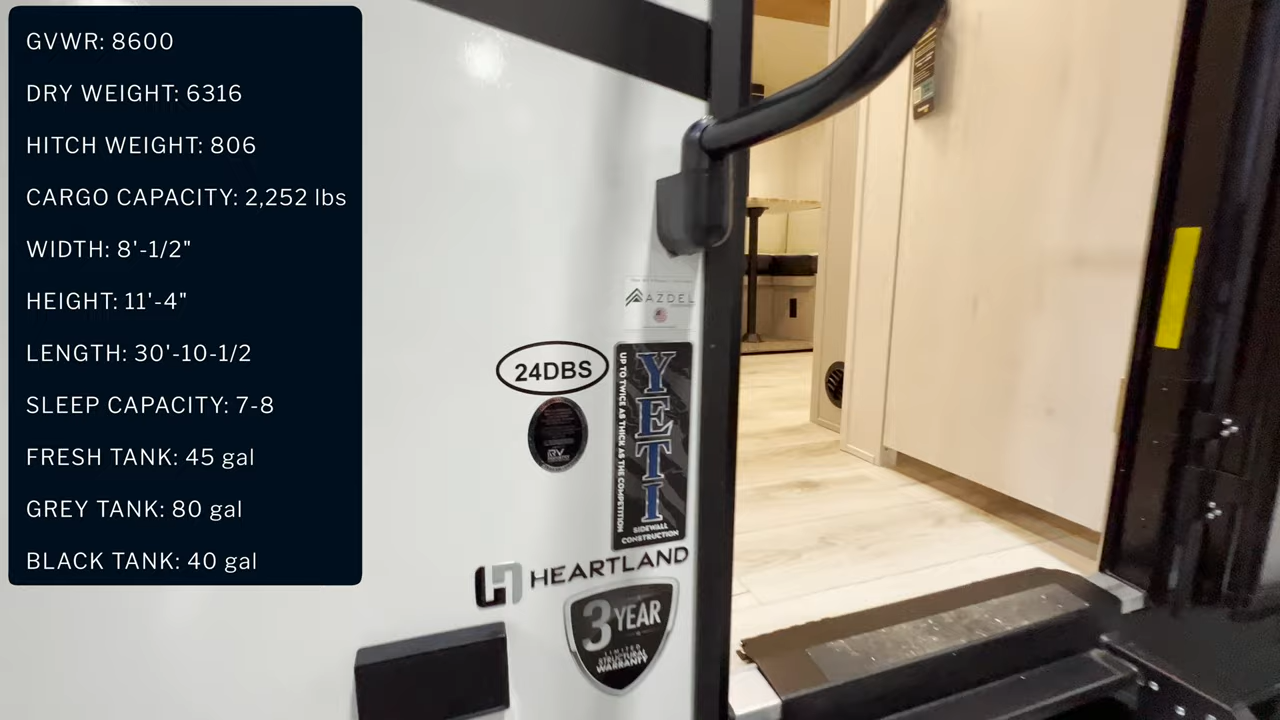 GVWR: 8600
DRY WEIGHT: 6316
HITCH WEIGHT: 806
CARGO CAPACITY: 2,252 lbs
WIDTH: 8'-1/2"
HEIGHT: 11'-4"
LENGTH: 30'-10-1/2
SLEEP CAPACITY: 7-8
FRESH TANK: 45 gal
GREY TANK: 80 gal
BLACK TANK: 40 gal
AZDEL
24DBS
UP TO TWICE AS THICK AS THE COMPETITION
YETI
SIDEWALL
CONSTRUCTION
RV
HEARTLAND
3 YEAR
LIMITED
STRUCTURAL
WARRANTY